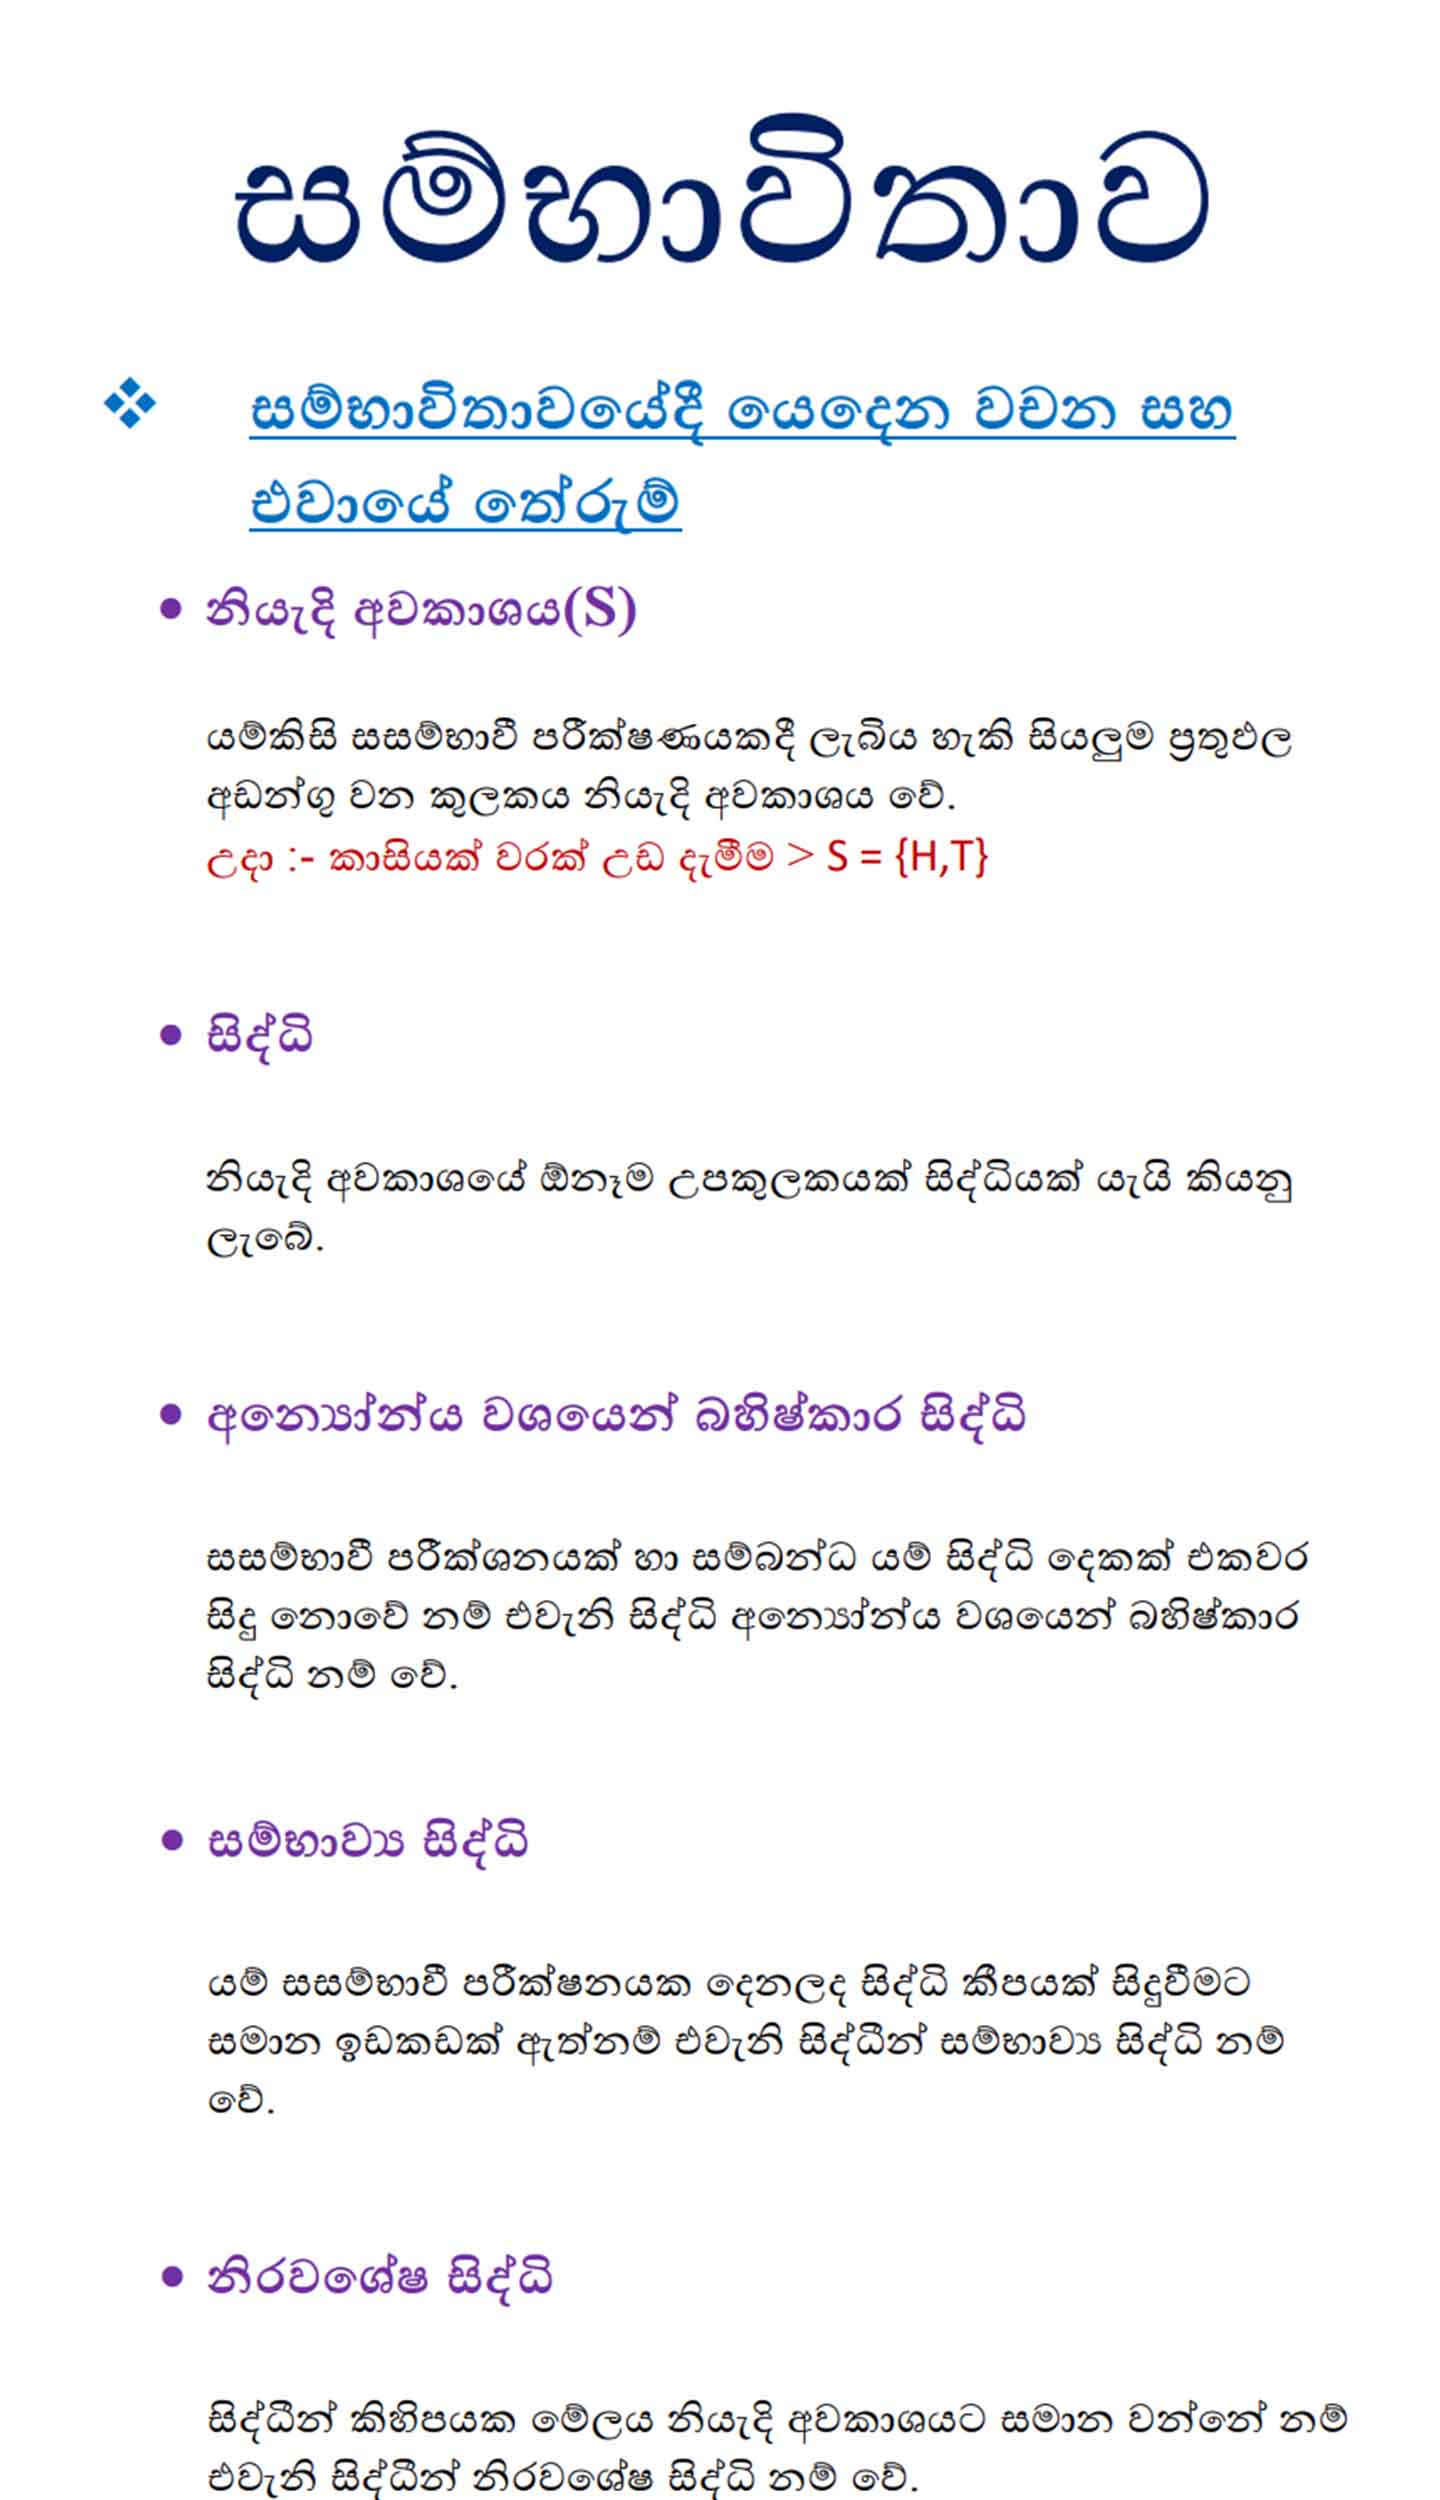 සම්භාවිතාව
❖ සම්භාවිතාවයේදී යෙදෙන වචන සහ
එවායේ තේරුම්
• නියැදි අවකාශය(S)
යම්කිසි සසම්භාවී පරීක්ෂණයකදී ලැබිය හැකි සියලුම ප්‍රතුඵල
අඩන්ගු වන කුලකය නියැදි අවකාශය වේ.
උදා :- කාසියක් වරක් උඩ දැමීම > S = {H,T}
• සිද්ධි
නියැදි අවකාශයේ ඕනෑම උපකුලකයක් සිද්ධියක් යැයි කියනු
ලැබේ.
• අන්‍යෝන්ය වශයෙන් බහිෂ්කාර සිද්ධි
සසම්භාවී පරීක්ශනයක් හා සම්බන්ධ යම් සිද්ධි දෙකක් එකවර
සිදු නොවේ නම් එවැනි සිද්ධි අන්‍යෝන්ය වශයෙන් බහිෂ්කාර
සිද්ධි නම් වේ.
• සම්භාව්‍ය සිද්ධි
යම් සසම්භාවී පරීක්ෂනයක දෙනලද සිද්ධි කීපයක් සිදුවීමට
සමාන ඉඩකඩක් ඇත්නම් එවැනි සිද්ධීන් සම්භාව්‍ය සිද්ධි නම්
වේ.
• නිරවශේෂ සිද්ධි
සිද්ධීන් කිහිපයක මේලය නියැදි අවකාශයට සමාන වන්නේ නම්
එවැනි සිද්ධීන් නිරවශේෂ සිද්ධි නම් වේ.